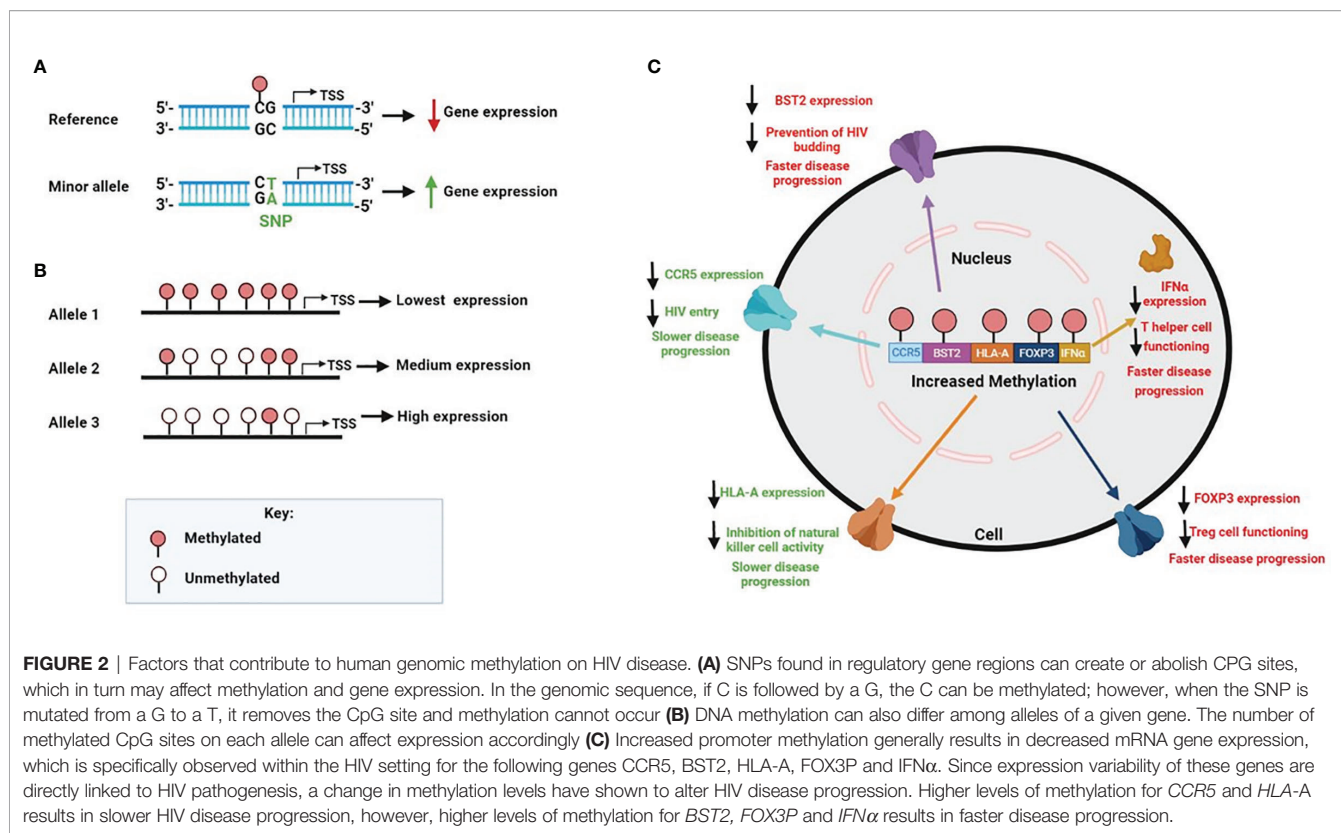 A
Reference
5'-
3'-
CG
GC
TSS
-3'
-5'
Gene expression
Minor allele
5'-
3'-
C T
G A
SNP
TSS
-3'
-5'
Gene expression
B
Allele 1
TSS
Lowest expression
Allele 2
TSS
Medium expression
Allele 3
TSS
High expression
Key:
Methylated
Unmethylated
C
BST2 expression
Prevention of HIV
budding
Faster disease
progression
CCR5 expression
HIV entry
Slower disease
progression
Nucleus
IFNα
expression
T helper cell
functioning
Faster disease
progression
CCR5 BST2 HLA-A FOXP3 IFNα
Increased Methylation
HLA-A expression
Inhibition of natural
killer cell activity
Slower disease
progression
Cell
FOXP3 expression
Treg cell functioning
Faster disease progression
FIGURE 2 | Factors that contribute to human genomic methylation on HIV disease. (A) SNPs found in regulatory gene regions can create or abolish CPG sites,
which in turn may affect methylation and gene expression. In the genomic sequence, if C is followed by a G, the C can be methylated; however, when the SNP is
mutated from a G to a T, it removes the CpG site and methylation cannot occur (B) DNA methylation can also differ among alleles of a given gene. The number of
methylated CpG sites on each allele can affect expression accordingly (C) Increased promoter methylation generally results in decreased mRNA gene expression,
which is specifically observed within the HIV setting for the following genes CCR5, BST2, HLA-A, FOX3P and IFNα. Since expression variability of these genes are
directly linked to HIV pathogenesis, a change in methylation levels have shown to alter HIV disease progression. Higher levels of methylation for CCR5 and HLA-A
results in slower HIV disease progression, however, higher levels of methylation for BST2, FOX3P and IFNα results in faster disease progression.